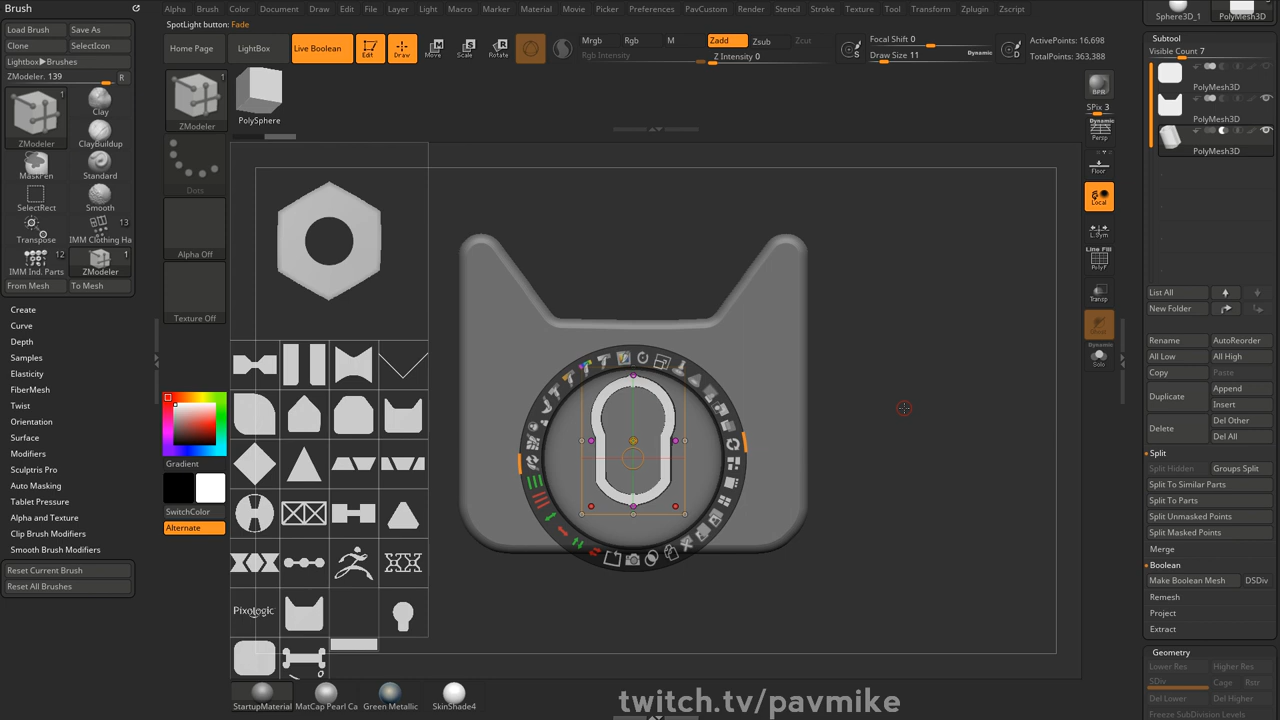 Brush
Alpha Brush Color Document Draw Edit File Layer Light Macro Marker Material Movie Picker Preferences PavCustom Render Stencil Stroke Texture Tool Transform Zplugin Zscript
SpotLight button: Fade
Load Brush Save As
Clone SelectIcon
Lightbox▶Brushes
ZModeler. 139 R
Home Page LightBox Live Boolean Edit Draw Move Scale Rotate
Mrgb Rgb M Zadd Zsub Zcut
Rgb Intensity Z Intensity 0
Focal Shift 0
Draw Size 11 Dynamic
ActivePoints: 16,698
TotalPoints: 363,388
S D
1 ZModeler
Clay
ClayBuildup
MaskPen Standard
SelectRect Smooth
13
Transpose IMM Clothing Ha
12 1
IMM Ind. Parts ZModeler
From Mesh To Mesh
Create
Curve
Depth
Samples
Elasticity
FiberMesh
Twist
Orientation
Surface
Modifiers
Sculptris Pro
Auto Masking
Tablet Pressure
Alpha and Texture
Clip Brush Modifiers
Smooth Brush Modifiers
Reset Current Brush
Reset All Brushes
1
ZModeler
Dots
Alpha Off
Texture Off
Gradient
SwitchColor
Alternate
PolySphere
Pixologic
StartupMaterial MatCap Pearl Ca Green Metallic SkinShade4
twitch.tv/pavmike
BPR
SPix 3
Dynamic
Persp
Floor
Local
L.Sym
Line Fill
PolyF
Transp
Ghost
Dynamic
Solo
Sphere3D_1 PolyMesh3D
Subtool
Visible Count 7
PolyMesh3D
PolyMesh3D
PolyMesh3D
List All
New Folder
Rename AutoReorder
All Low All High
Copy Paste
Duplicate Append
Insert
Delete Del Other
Del All
Split
Split Hidden Groups Split
Split To Similar Parts
Split To Parts
Split Unmasked Points
Split Masked Points
Merge
Boolean
Make Boolean Mesh DSDiv
Remesh
Project
Extract
Geometry
Lower Res Higher Res
SDiv Cage Rstr
Del Lower Del Higher
Freeze SubDivision Levels